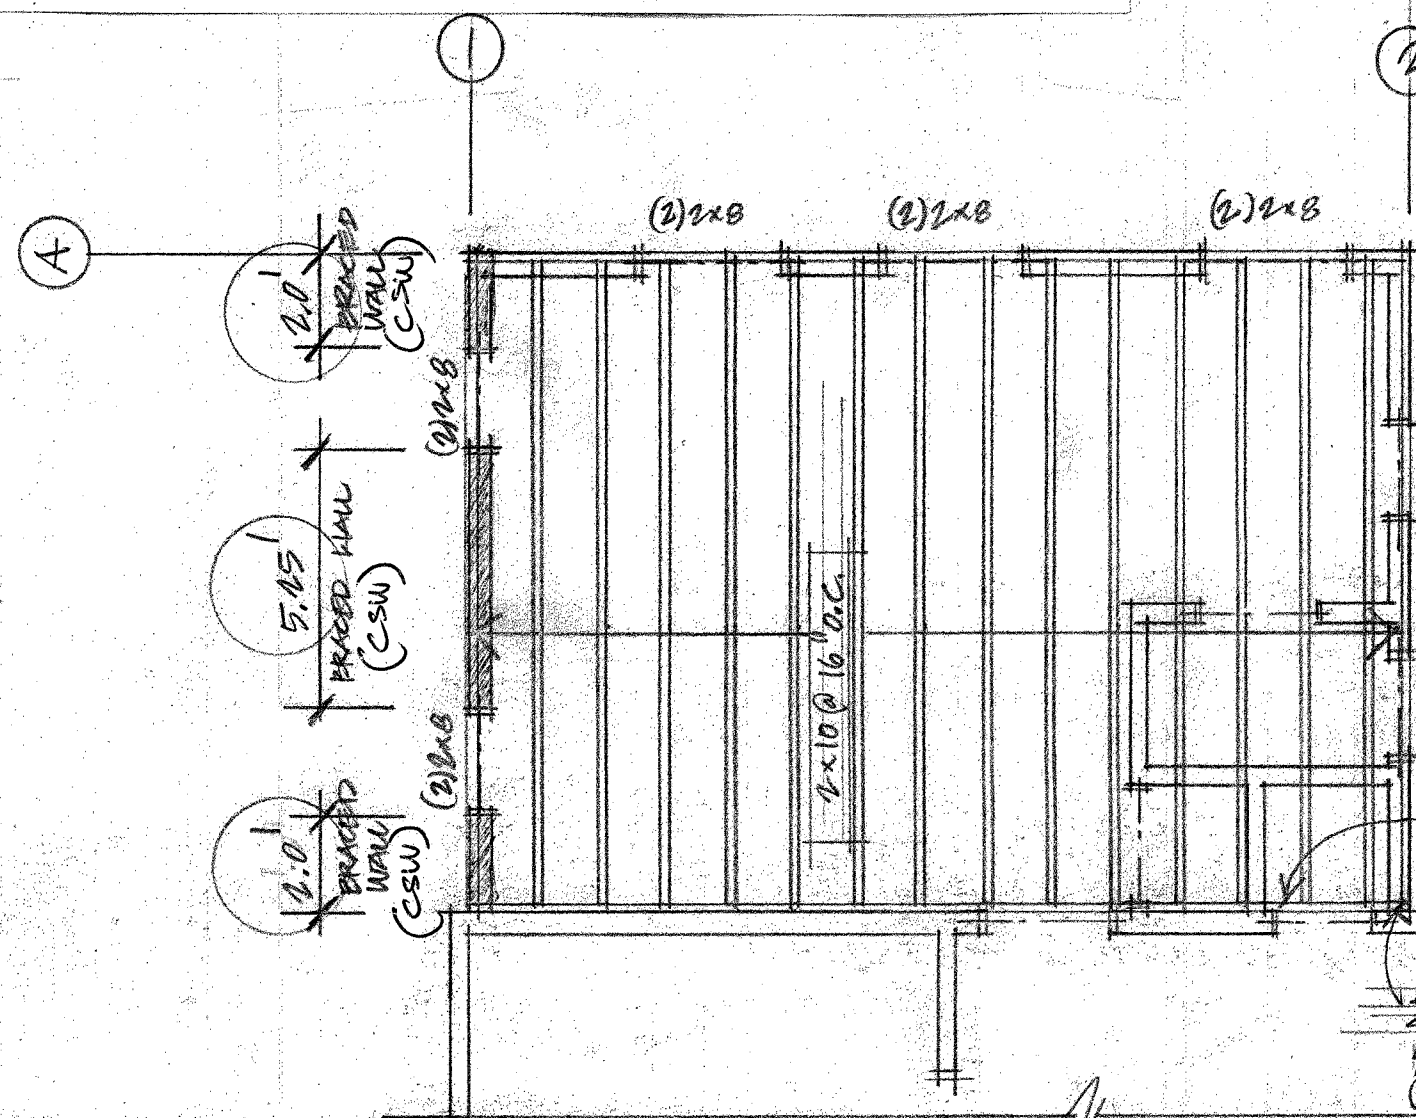 1
2
(2)2x8
(2)2x8
(2)2x8
A
2.0'
BRACED
WALL
(CSW)
(2)2x8
5.25'
BRACED WALL
(CSW)
2x10@16"O.C.
(2)2x8
2.0'
BRACED
WALL
(CSW)